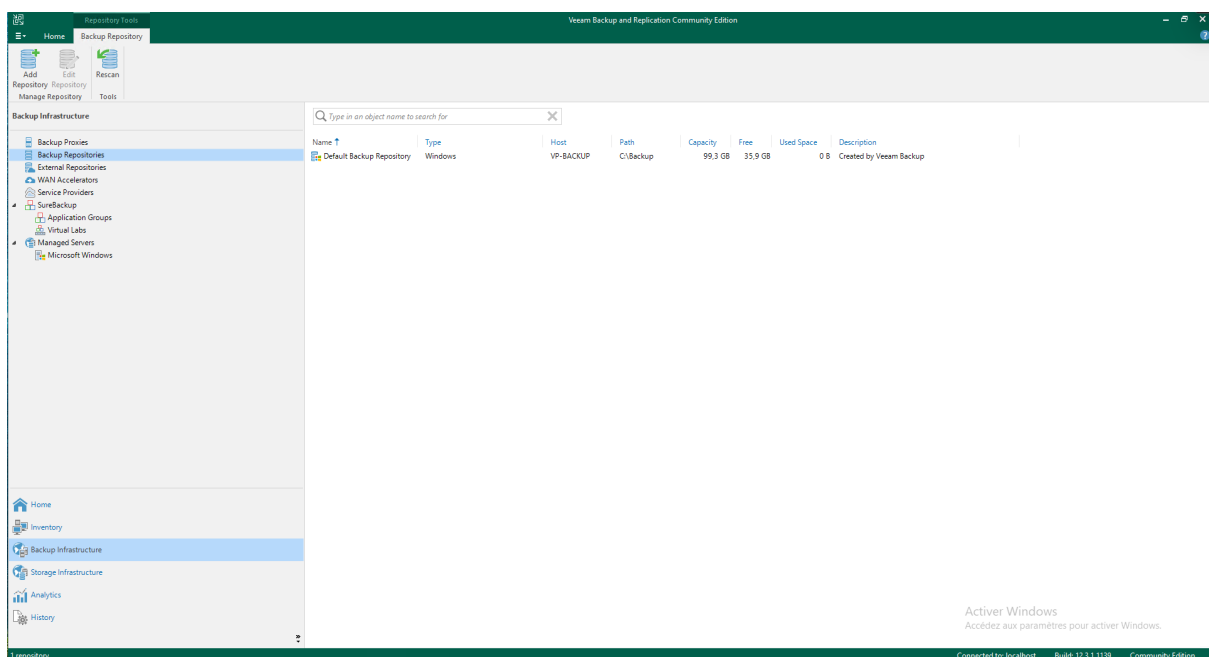 Repository Tools
Veeam Backup and Replication Community Edition
Home Backup Repository
Add Repository
Edit Repository
Rescan
Manage Repository Tools
Backup Infrastructure
Type in an object name to search for
Backup Proxies
Backup Repositories
External Repositories
WAN Accelerators
Service Providers
SureBackup
Application Groups
Virtual Labs
Managed Servers
Microsoft Windows
Name Type Host Path Capacity Free Used Space Description
Default Backup Repository Windows VP-BACKUP C:\Backup 99,3 GB 35,9 GB 0 B Created by Veeam Backup
Home
Inventory
Backup Infrastructure
Storage Infrastructure
Analytics
History
Activer Windows
Accédez aux paramètres pour activer Windows.
1 repository
Connected to: localhost Build: 12.3.1.1139 Community Edition